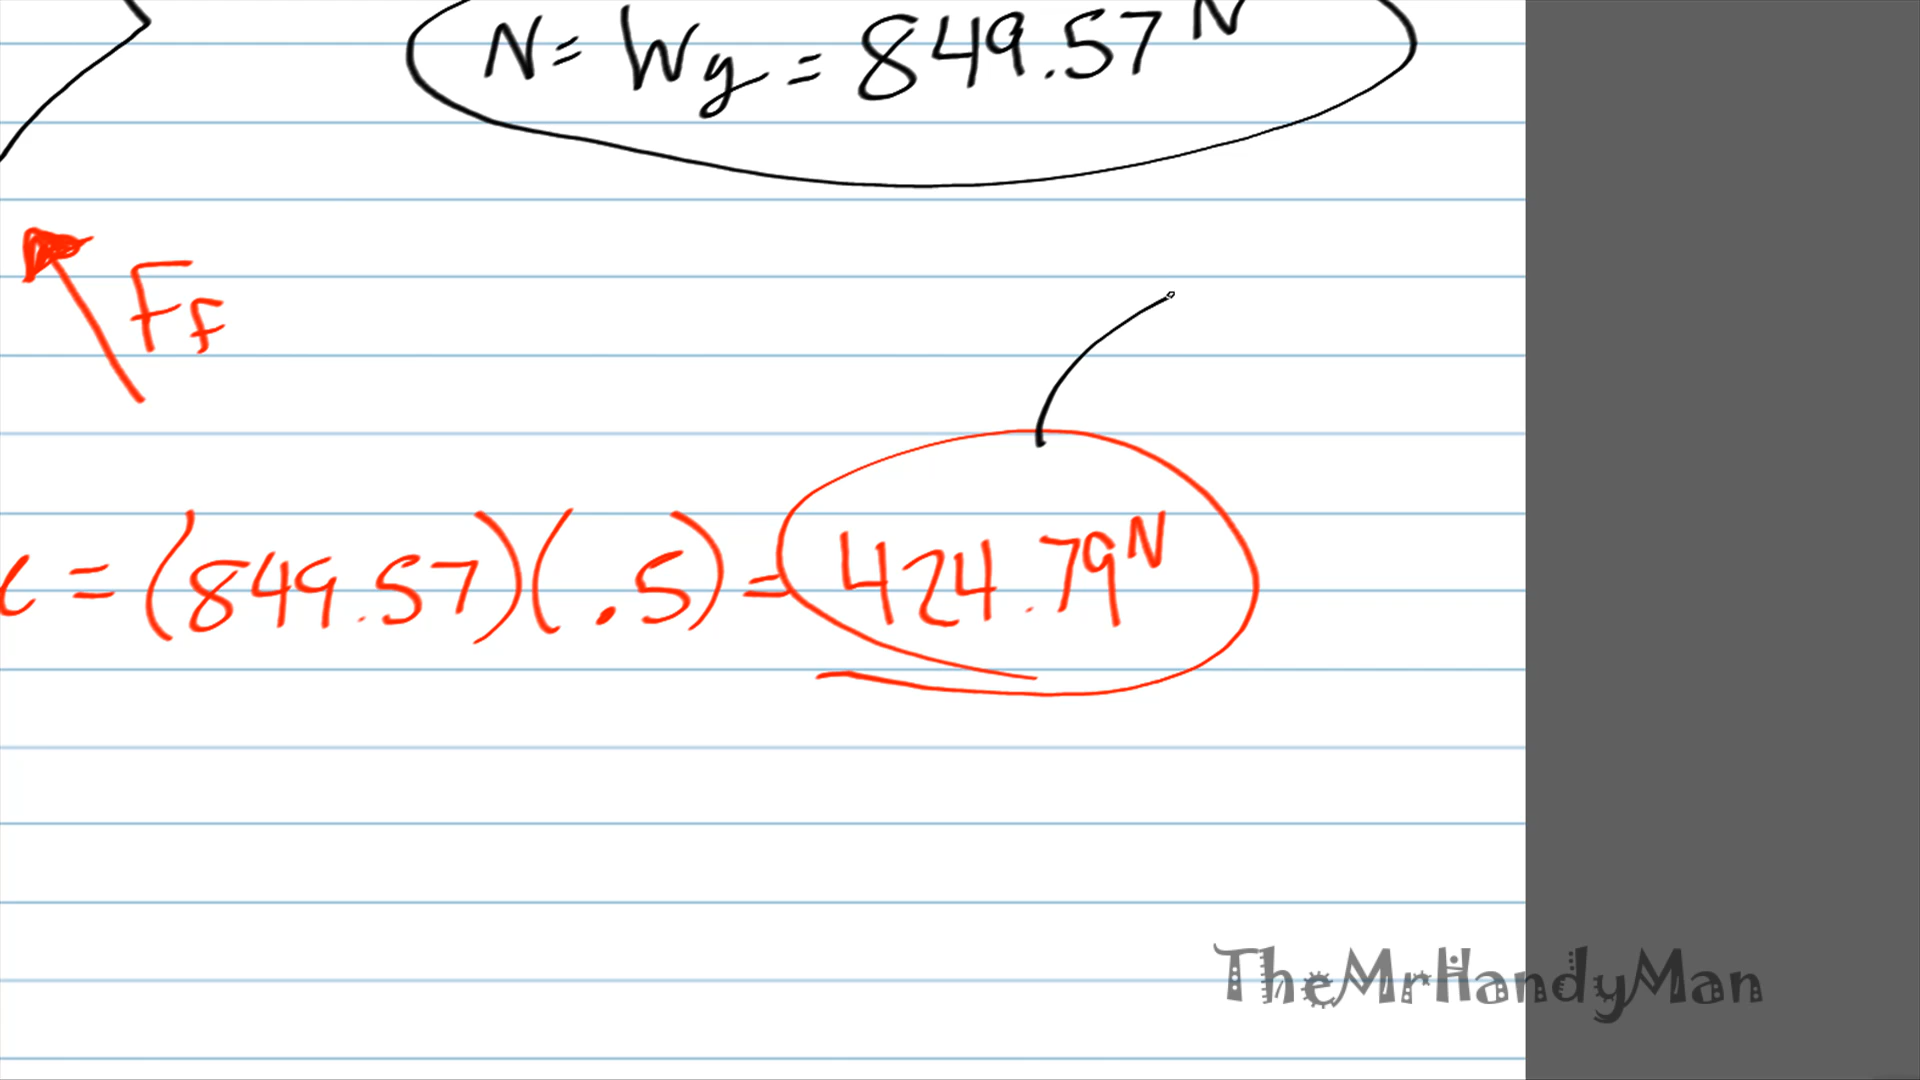 N = Wy = 849.57 N
Ff
= (849.57)(.5) = 424.79 N
TheMrHandyMan